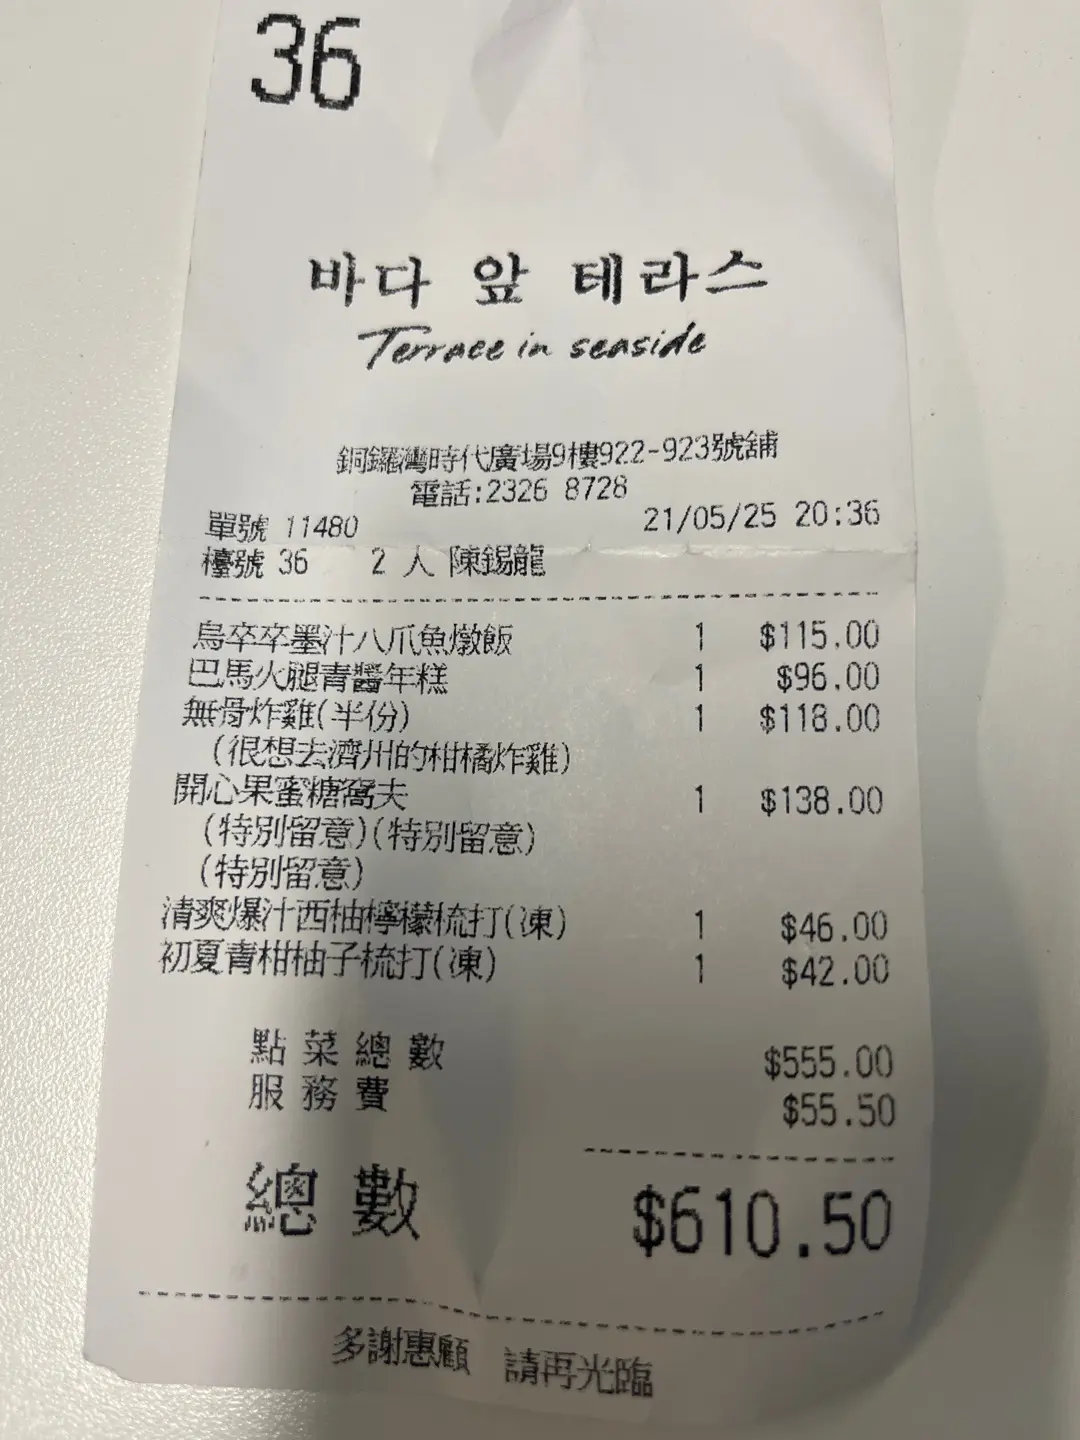 36
바다 앞 테라스
Terrace in seaside
銅鑼灣時代廣場9樓922-923號舖
電話:2326 8728
單號 11480 21/05/25 20:36
檯號 36 2 人 陳錫龍
烏卒卒墨汁八爪魚燉飯 1 $115.00
巴馬火腿青醬年糕 1 $96.00
無骨炸雞(半份) 1 $118.00
(很想去濟州的柑橘炸雞)
開心果蜜糖窩夫 1 $138.00
(特別留意)(特別留意)
(特別留意)
清爽爆汁西柚檸檬梳打(凍) 1 $46.00
初夏青柑柚子梳打(凍) 1 $42.00
點菜總數 $555.00
服務費 $55.50
總數 $610.50
多謝惠顧 請再光臨